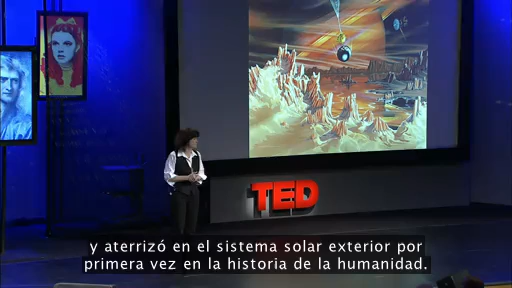 TED
y aterrizó en el sistema solar exterior por
primera vez en la historia de la humanidad.